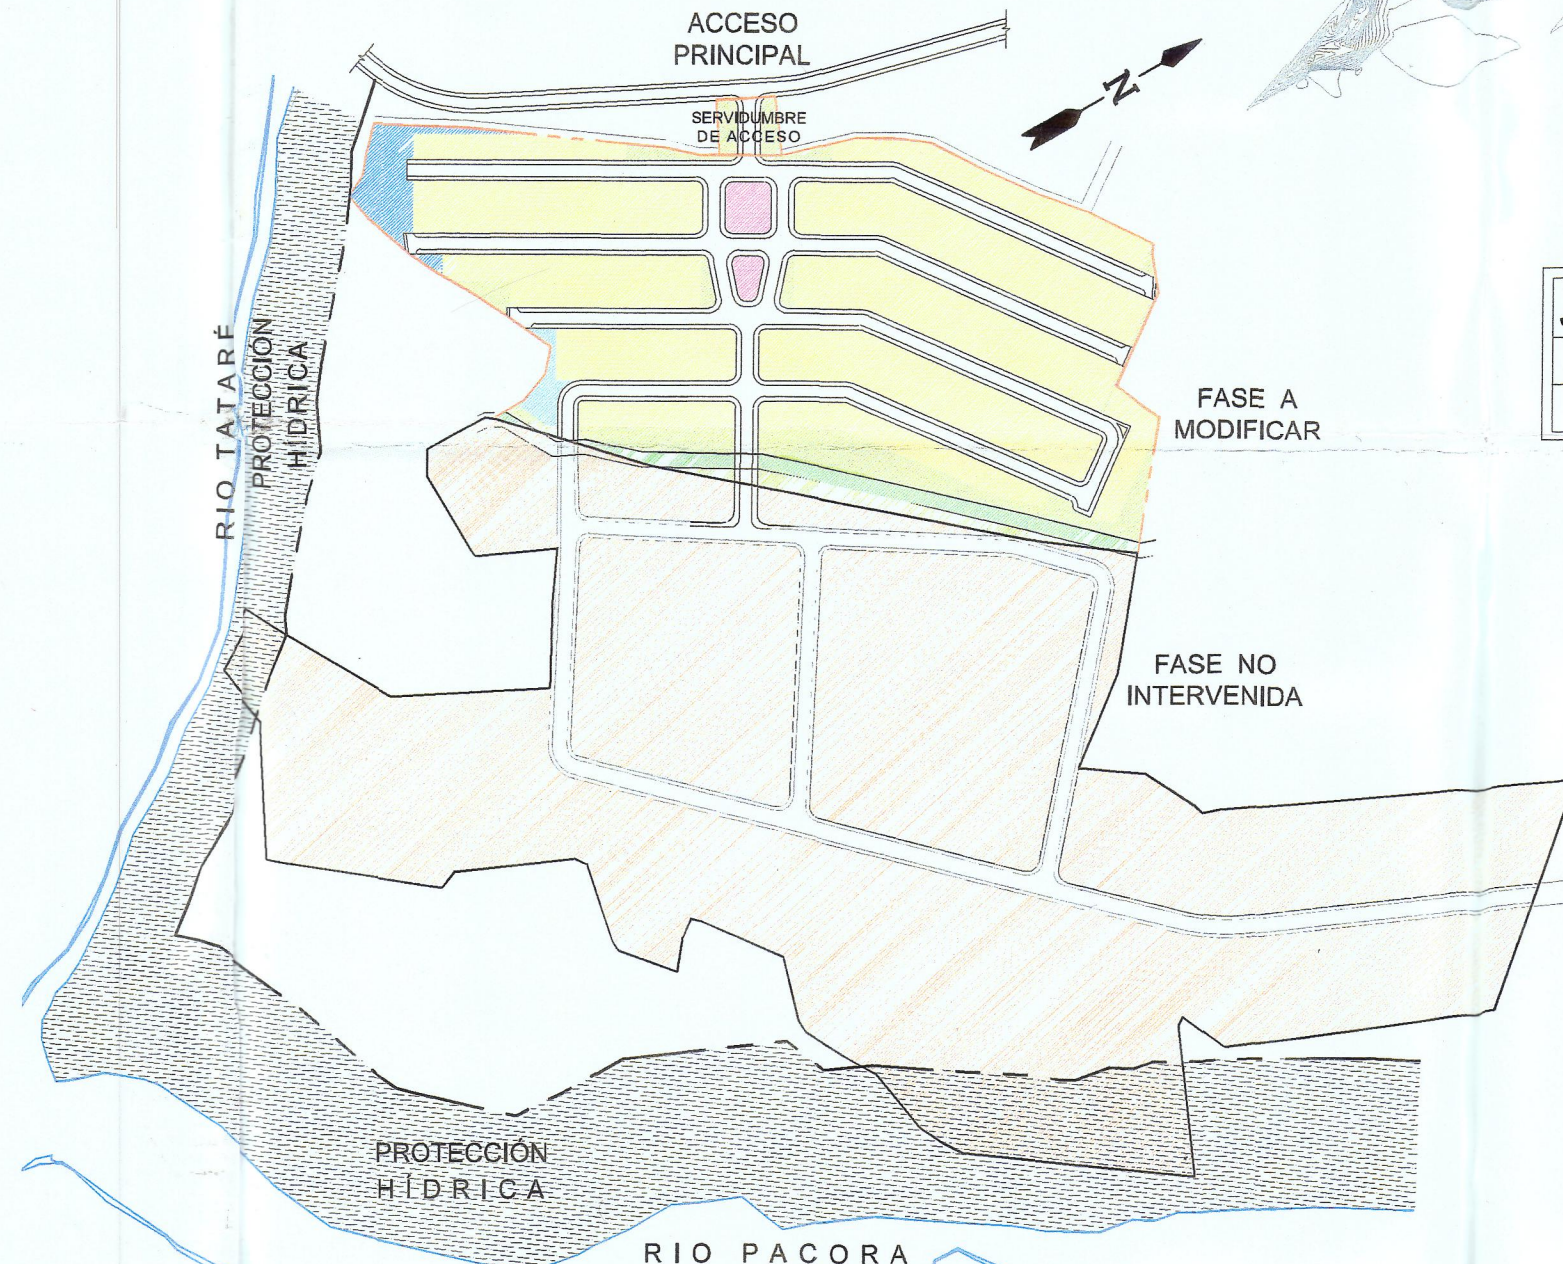 ACCESO
PRINCIPAL
N
SERVIDUMBRE
DE ACCESO
RIO TATARÉ
PROTECCIÓN
HÍDRICA
FASE A
MODIFICAR
FASE NO
INTERVENIDA
PROTECCIÓN
HÍDRICA
RIO PACORA